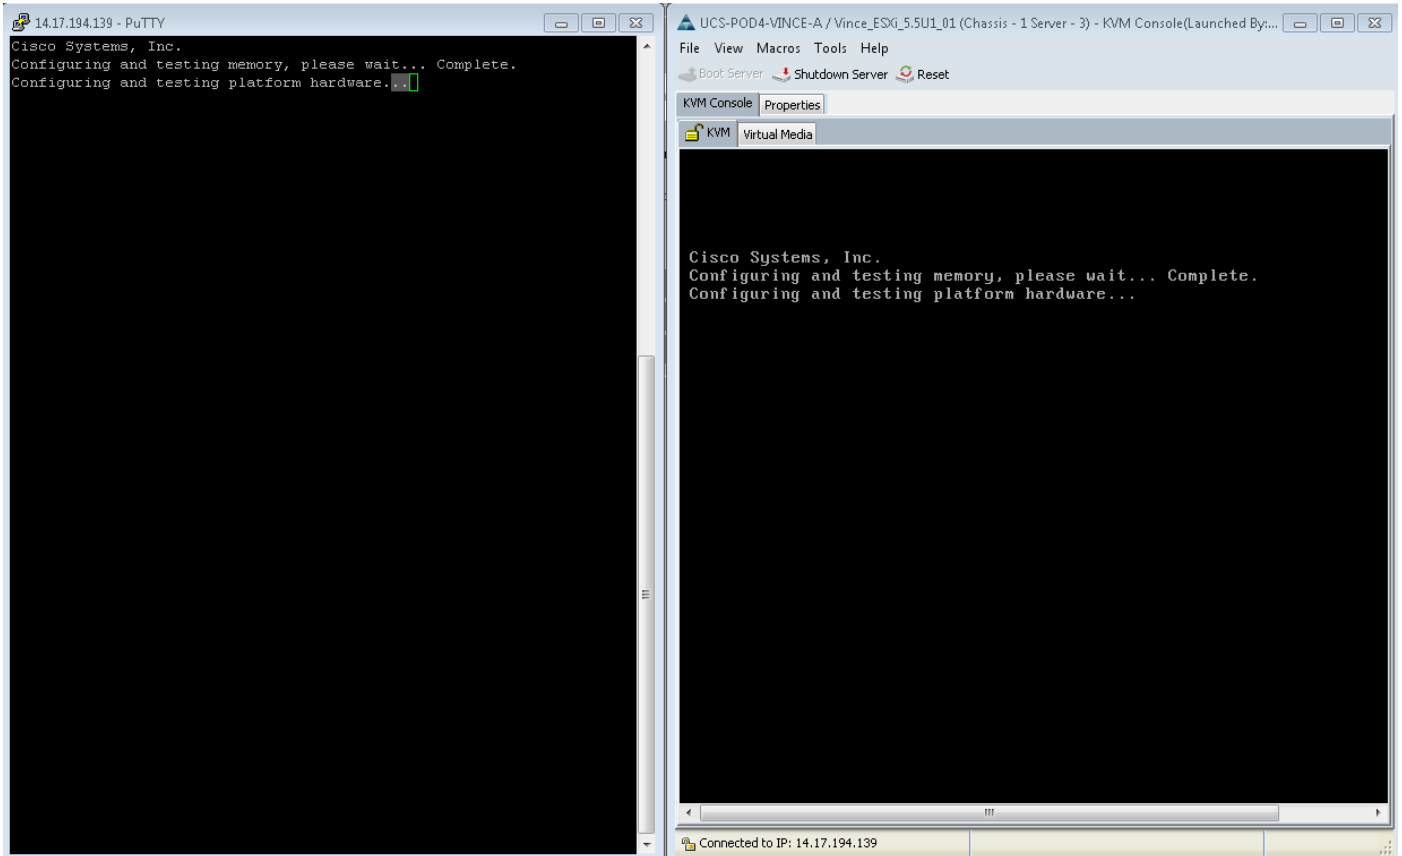 14.17.194.139 - PuTTY
Cisco Systems, Inc.
Configuring and testing memory, please wait... Complete.
Configuring and testing platform hardware...
UCS-POD4-VINCE-A / Vince_ESXi_5.5U1_01 (Chassis - 1 Server - 3) - KVM Console(Launched By:...
File View Macros Tools Help
Boot Server Shutdown Server Reset
KVM Console Properties
KVM Virtual Media
Cisco Systems, Inc.
Configuring and testing memory, please wait... Complete.
Configuring and testing platform hardware...
Connected to IP: 14.17.194.139